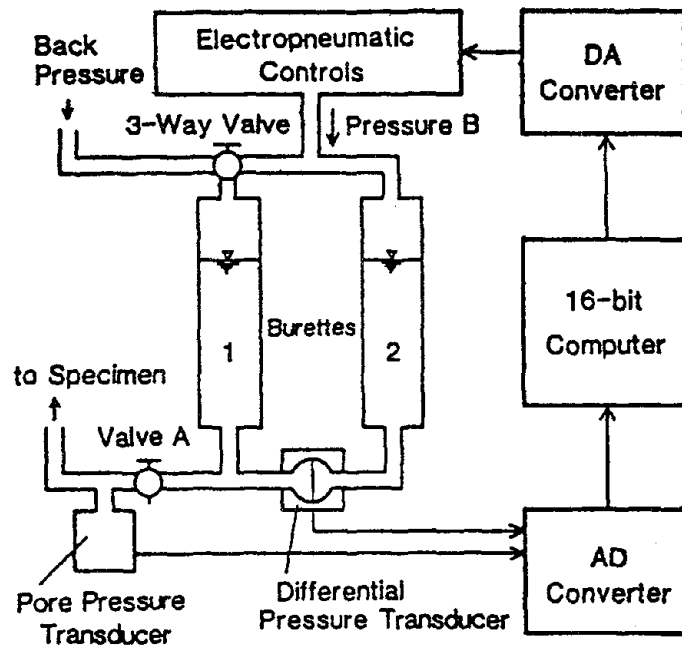 Back
Pressure
Electropneumatic
Controls
DA
Converter
3-Way Valve
Pressure B
16-bit
Computer
Burettes
1
2
to Specimen
Valve A
AD
Converter
Pore Pressure
Transducer
Differential
Pressure Transducer